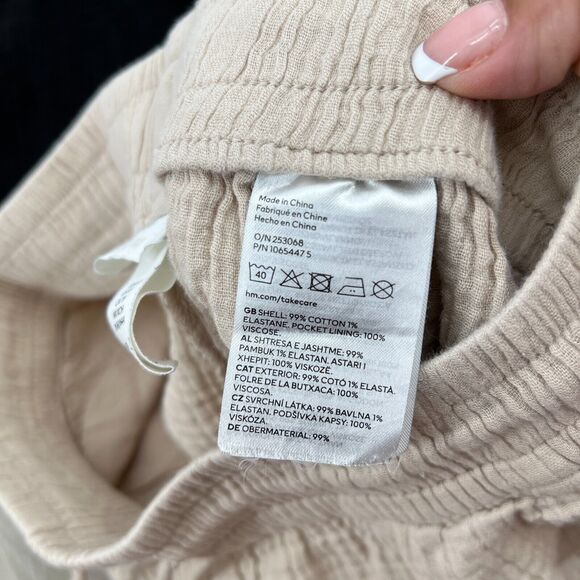 Made in China
Fabriqué en Chine
Hecho en China
O/N 253068
P/N 1065447 5
40
hm.com/takecare
GB SHELL: 99% COTTON 1%
ELASTANE. POCKET LINING: 100%
VISCOSE.
AL SHTRESA E JASHTME: 99%
PAMBUK 1% ELASTAN. ASTARI I
XHEPIT: 100% VISKOZË.
CAT EXTERIOR: 99% COTÓ 1% ELASTÀ.
FOLRE DE LA BUTXACA: 100%
VISCOSA.
CZ SVRCHNÍ LÁTKA: 99% BAVLNA 1%
ELASTAN. PODŠÍVKA KAPSY: 100%
VISKÓZA.
DE OBERMATERIAL: 99%